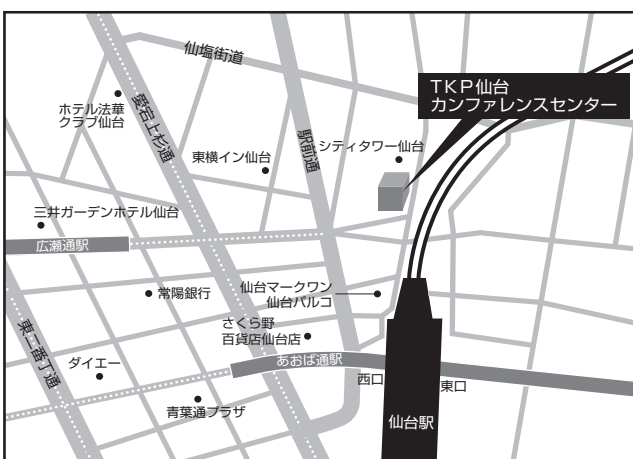 仙塩街道
TKP仙台
カンファレンスセンター
ホテル法華
クラブ仙台
愛宕上杉通
駅前通
シティタワー仙台
東横イン仙台
三井ガーデンホテル仙台
広瀬通駅
仙台マークワン
仙台パルコ
常陽銀行
さくら野
百貨店仙台店
東二番丁通
ダイエー
あおば通駅
西口
東口
青葉通プラザ
仙台駅